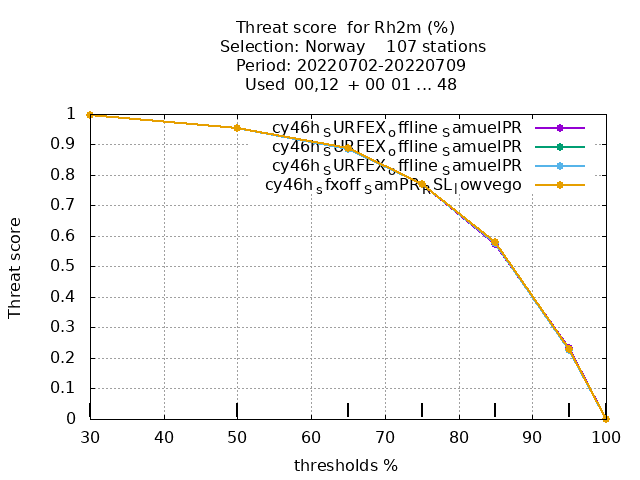 Threat score  for Rh2m (%)
Selection: Norway    107 stations
Period: 20220702-20220709
Used  00,12  + 00 01 ... 48
cy46h_SURFEX_offline_SamuelPR
cy46h_SURFEX_offline_SamuelPR
cy46h_SURFEX_offline_SamuelPR
cy46h_sfxoff_SamPR_RSL_lowvego
1
0.9
0.8
0.7
0.6
0.5
0.4
0.3
0.2
0.1
0
Threat score
30 40 50 60 70 80 90 100
thresholds %